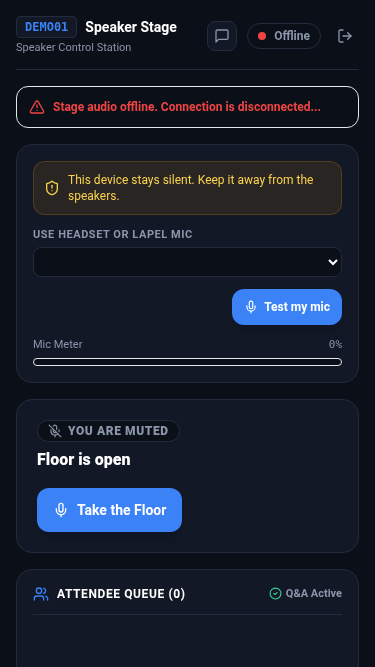 DEMO01 Speaker Stage
Speaker Control Station
Offline
Stage audio offline. Connection is disconnected...
This device stays silent. Keep it away from the
speakers.
USE HEADSET OR LAPEL MIC
Test my mic
Mic Meter 0%
YOU ARE MUTED
Floor is open
Take the Floor
ATTENDEE QUEUE (0) Q&A Active